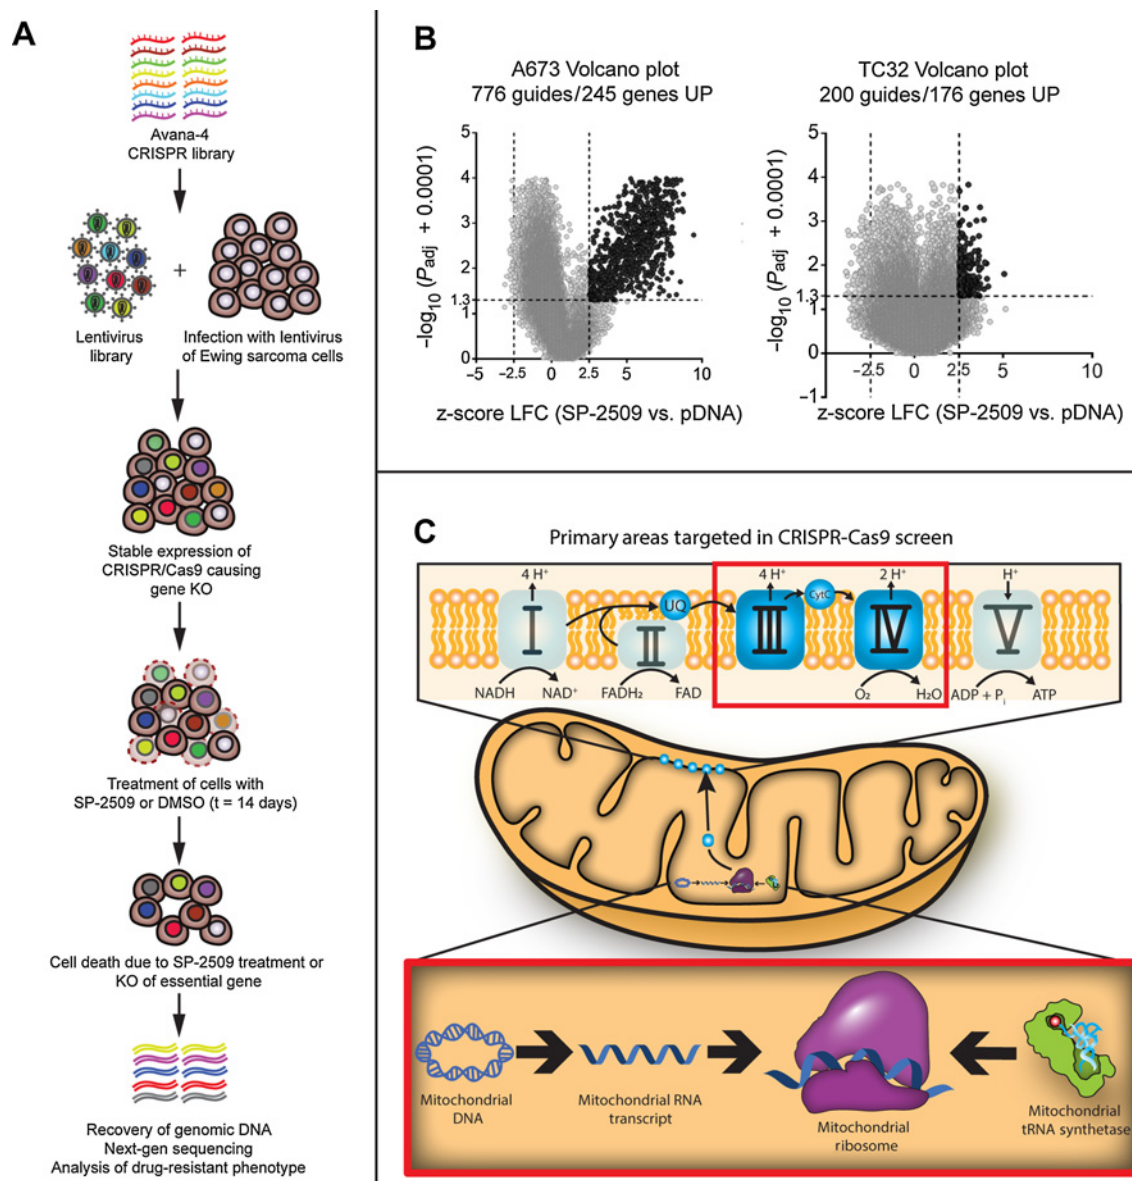 A
Avana-4
CRISPR library
+
Lentivirus
library
Infection with lentivirus
of Ewing sarcoma cells
Stable expression of
CRISPR/Cas9 causing
gene KO
Treatment of cells with
SP-2509 or DMSO (t = 14 days)
Cell death due to SP-2509 treatment or
KO of essential gene
Recovery of genomic DNA
Next-gen sequencing
Analysis of drug-resistant phenotype
B
A673 Volcano plot
776 guides/245 genes UP
-log10 (Padj + 0.0001)
5
4
3
2
1.3
1
0
−5
−2.5
0
2.5
5
10
z-score LFC (SP-2509 vs. pDNA)
TC32 Volcano plot
200 guides/176 genes UP
-log10 (Padj + 0.0001)
5
4
3
2
1.3
1
0
−1
−5
−2.5
0
2.5
5
10
z-score LFC (SP-2509 vs. pDNA)
C
Primary areas targeted in CRISPR-Cas9 screen
4 H⁺
4 H⁺
2 H⁺
H⁺
I
II
UQ
III
CytC
IV
V
NADH
NAD⁺
FADH₂
FAD
O₂
H₂O
ADP + Pi
ATP
Mitochondrial
DNA
Mitochondrial RNA
transcript
Mitochondrial
ribosome
Mitochondrial
tRNA synthetase